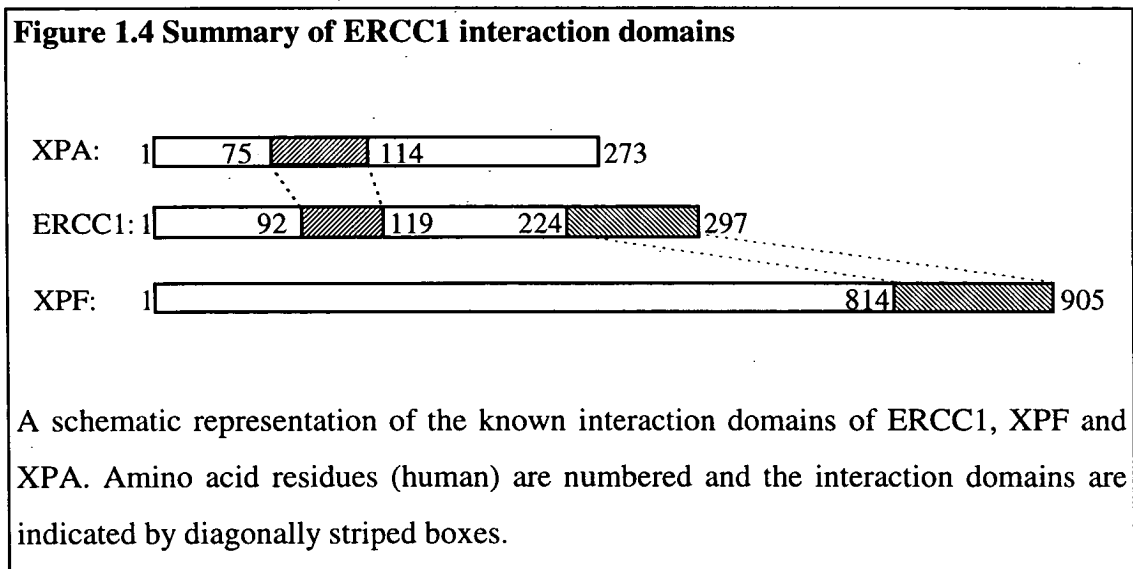 Figure 1.4 Summary of ERCC1 interaction domains
XPA: 1 75 114 273
ERCC1: 1 92 119 224 297
XPF: 1 814 905
A schematic representation of the known interaction domains of ERCC1, XPF and
XPA. Amino acid residues (human) are numbered and the interaction domains are
indicated by diagonally striped boxes.